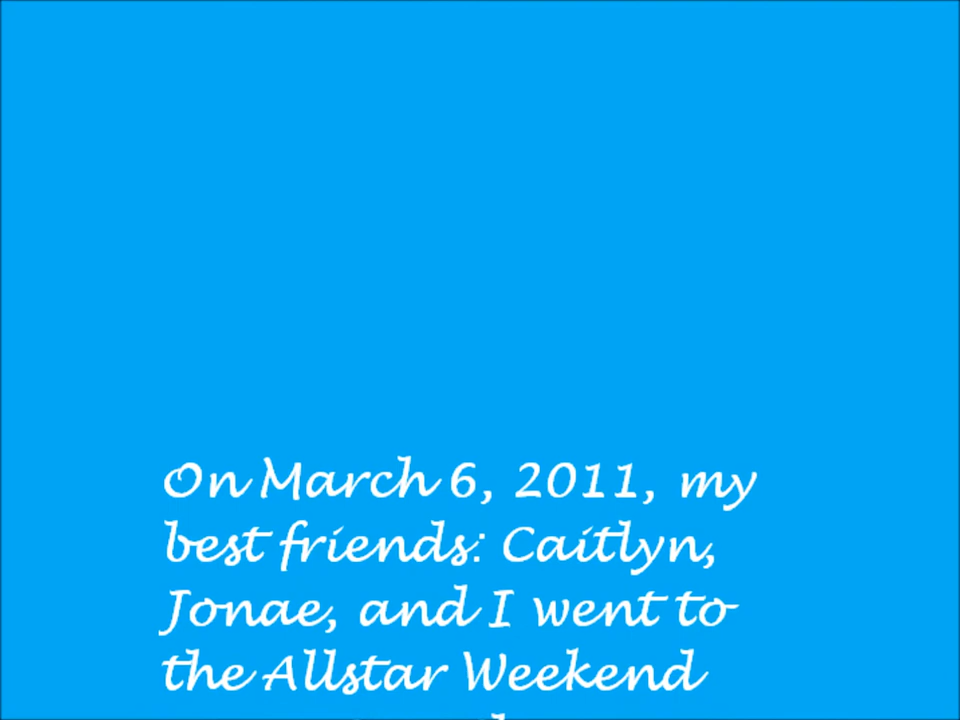 On March 6, 2011, my
best friends: Caitlyn,
Jonae, and I went to
the Allstar Weekend